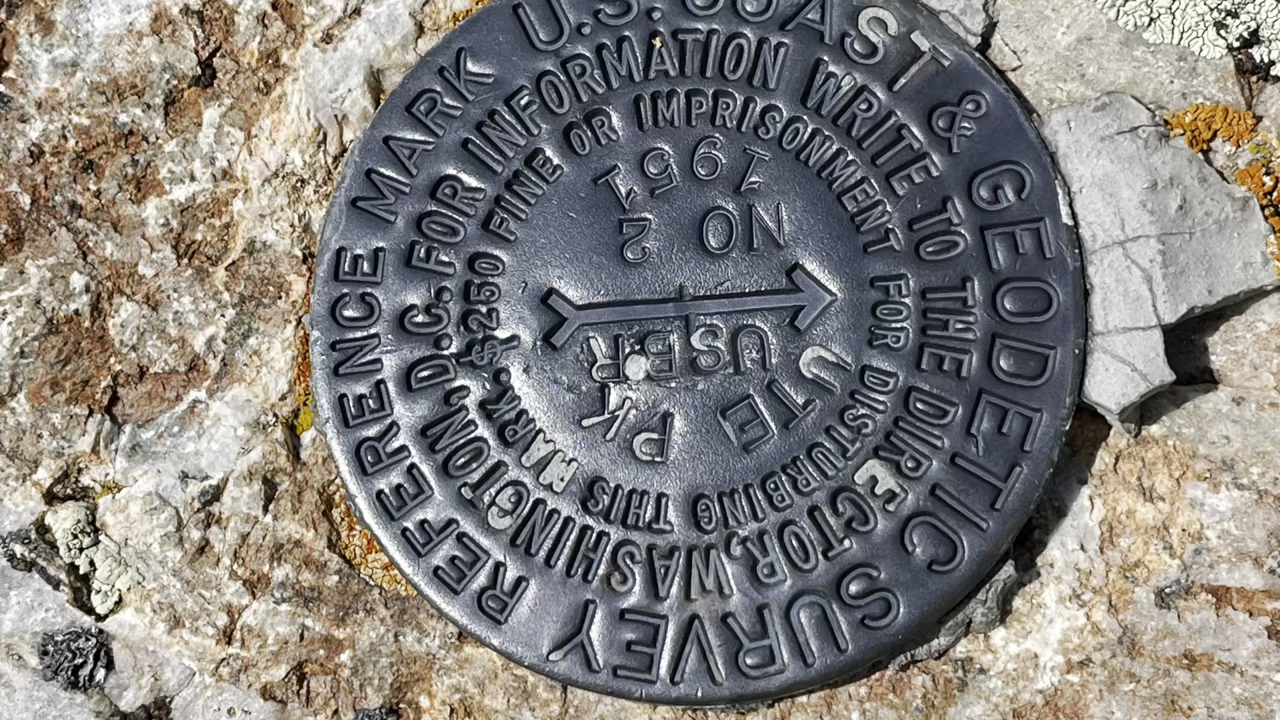 U.S. COAST & GEODETIC SURVEY REFERENCE MARK
FOR INFORMATION WRITE TO THE DIRECTOR, WASHINGTON, D.C.
$250 FINE OR IMPRISONMENT FOR DISTURBING THIS MARK.
UTE PK
USBR
NO 2
1951